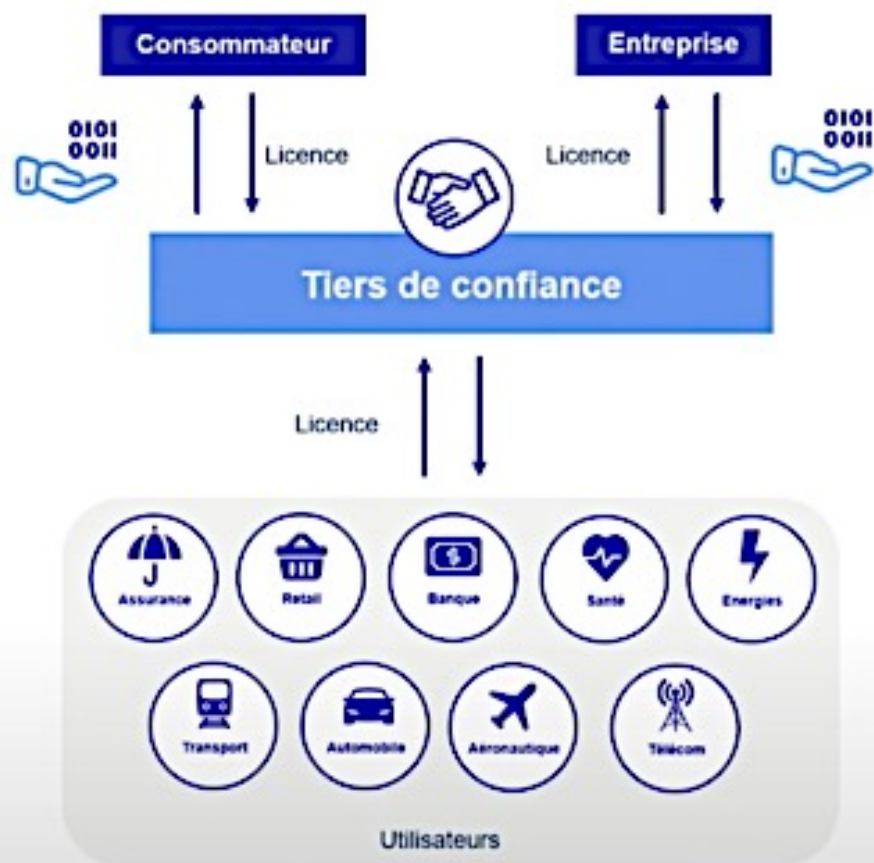 Consommateur
Entreprise
0101
0011
Licence
Licence
0101
0011
Tiers de confiance
Licence
Assurance
Retail
Banque
Santé
Energies
Transport
Automobile
Aéronautique
Télécom
Utilisateurs